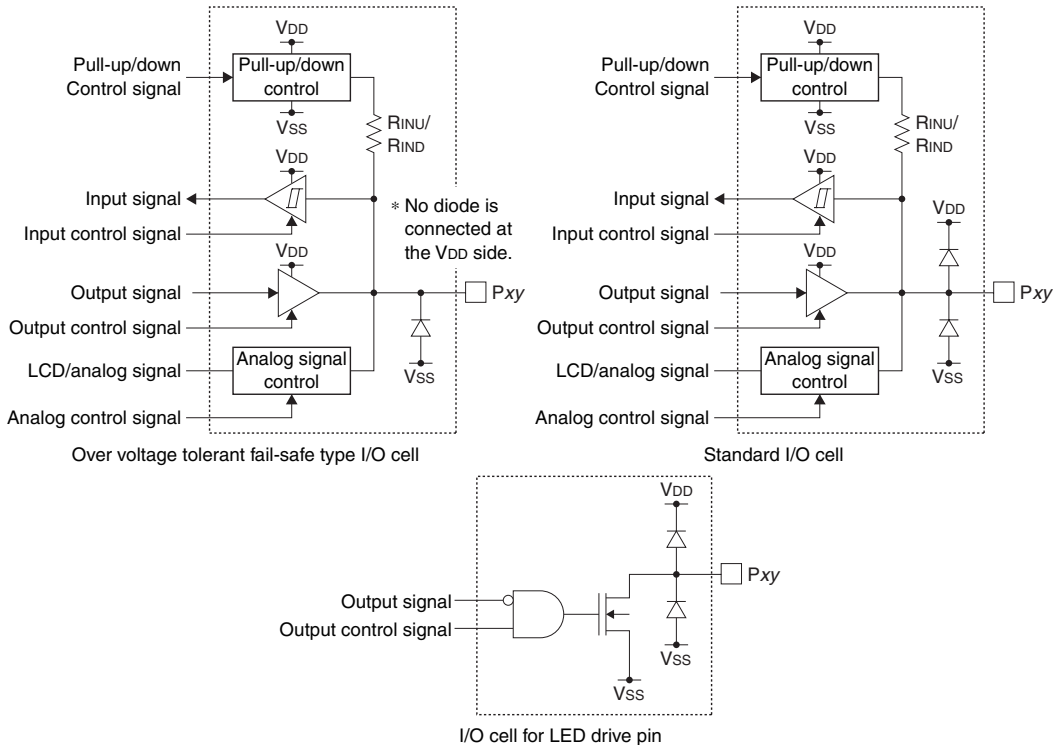 VDD
Pull-up/down
Control signal
Pull-up/down
control
VSS
RINU/
RIND
VDD
Input signal
Input control signal
* No diode is
connected at
the VDD side.
VDD
Output signal
Output control signal
Pxy
LCD/analog signal
Analog signal
control
VSS
Analog control signal
Over voltage tolerant fail-safe type I/O cell
VDD
Pull-up/down
Control signal
Pull-up/down
control
VSS
RINU/
RIND
VDD
Input signal
Input control signal
VDD
VDD
Output signal
Output control signal
Pxy
LCD/analog signal
Analog signal
control
VSS
Analog control signal
Standard I/O cell
VDD
Pxy
Output signal
Output control signal
VSS
VSS
I/O cell for LED drive pin